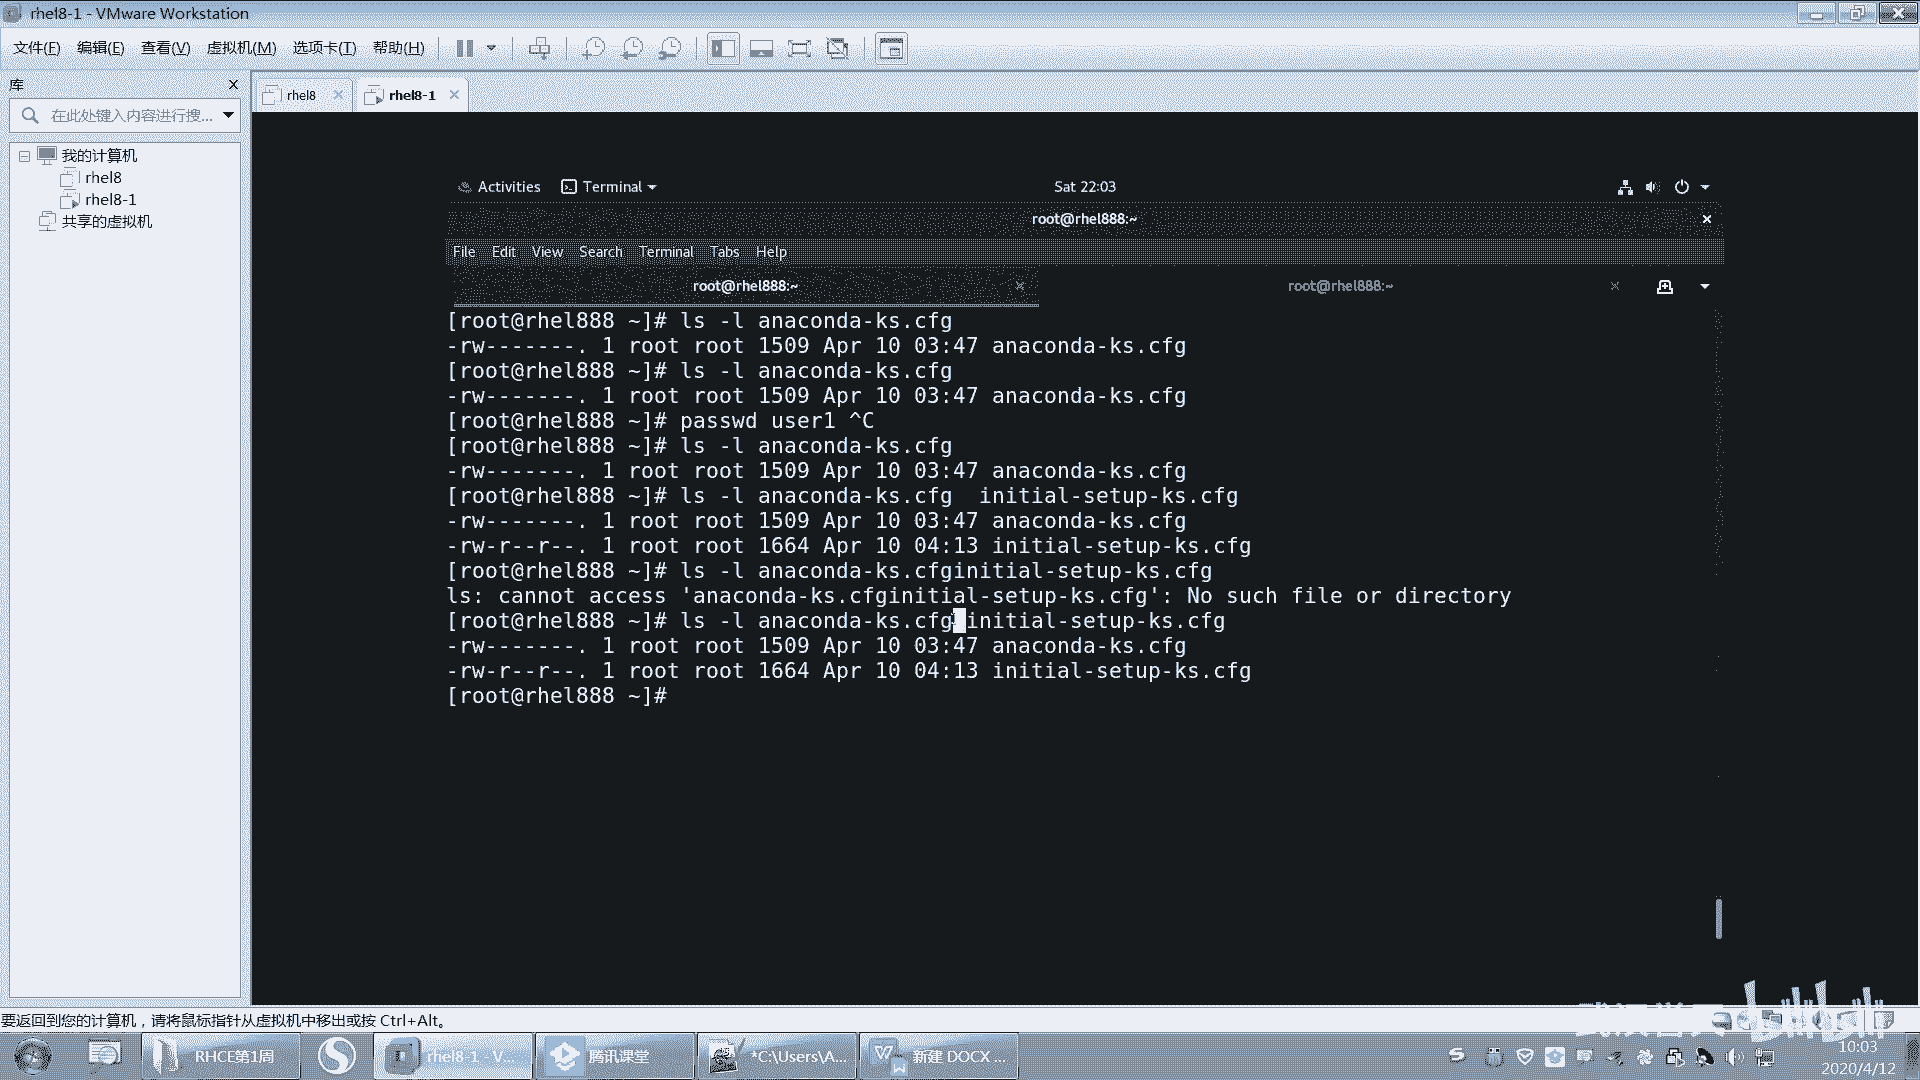 rhel8-1 - VMware Workstation
文件(F) 编辑(E) 查看(V) 虚拟机(M) 选项卡(T) 帮助(H)
库
在此处键入内容进行搜...
我的计算机
rhel8
rhel8-1
共享的虚拟机
rhel8 rhel8-1
Activities Terminal Sat 22:03
root@rhel888:~
File Edit View Search Terminal Tabs Help
root@rhel888:~ root@rhel888:~
[root@rhel888 ~]# ls -l anaconda-ks.cfg
-rw-------. 1 root root 1509 Apr 10 03:47 anaconda-ks.cfg
[root@rhel888 ~]# ls -l anaconda-ks.cfg
-rw-------. 1 root root 1509 Apr 10 03:47 anaconda-ks.cfg
[root@rhel888 ~]# passwd user1 ^C
[root@rhel888 ~]# ls -l anaconda-ks.cfg
-rw-------. 1 root root 1509 Apr 10 03:47 anaconda-ks.cfg
[root@rhel888 ~]# ls -l anaconda-ks.cfg  initial-setup-ks.cfg
-rw-------. 1 root root 1509 Apr 10 03:47 anaconda-ks.cfg
-rw-r--r--. 1 root root 1664 Apr 10 04:13 initial-setup-ks.cfg
[root@rhel888 ~]# ls -l anaconda-ks.cfginitial-setup-ks.cfg
ls: cannot access 'anaconda-ks.cfginitial-setup-ks.cfg': No such file or directory
[root@rhel888 ~]# ls -l anaconda-ks.cfg initial-setup-ks.cfg
-rw-------. 1 root root 1509 Apr 10 03:47 anaconda-ks.cfg
-rw-r--r--. 1 root root 1664 Apr 10 04:13 initial-setup-ks.cfg
[root@rhel888 ~]#
要返回到您的计算机，请将鼠标指针从虚拟机中移出或按 Ctrl+Alt。
bilibili
RHCE第1周 rhel8-1 - V... 腾讯课堂 *C:\Users\A... 新建 DOCX ...
10:03
2020/4/12